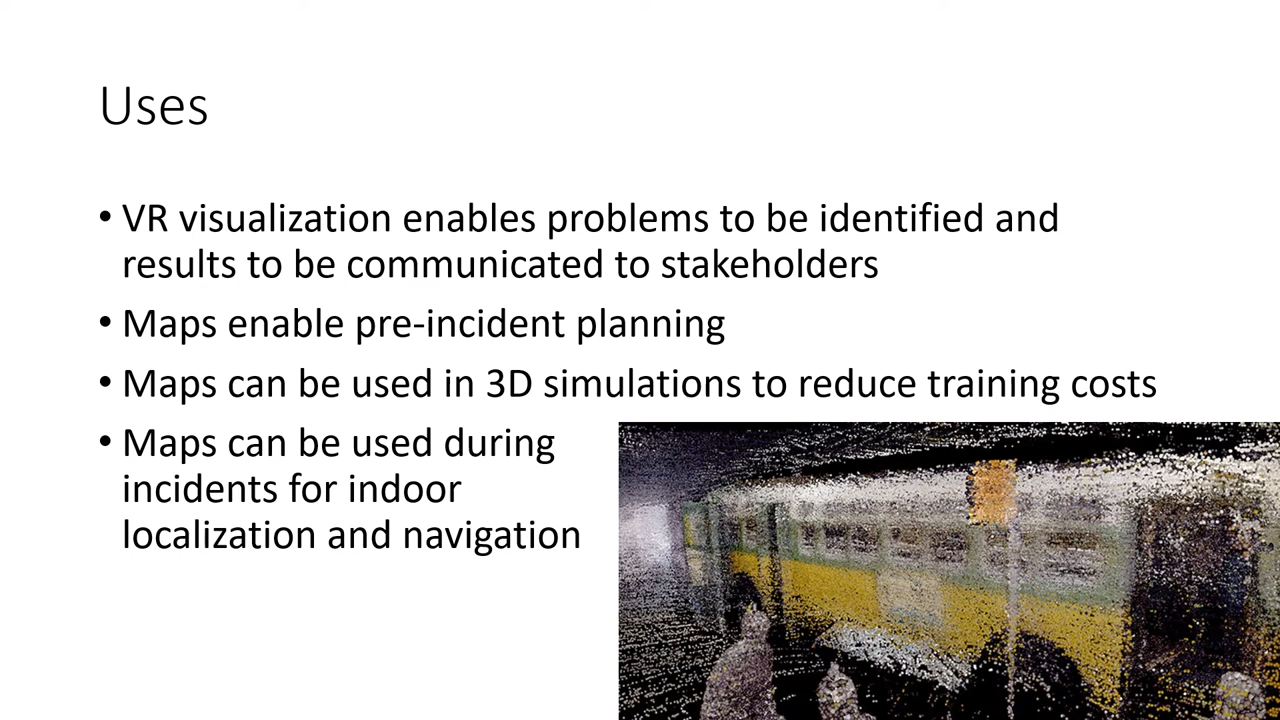 Uses
• VR visualization enables problems to be identified and
results to be communicated to stakeholders
• Maps enable pre-incident planning
• Maps can be used in 3D simulations to reduce training costs
• Maps can be used during
incidents for indoor
localization and navigation